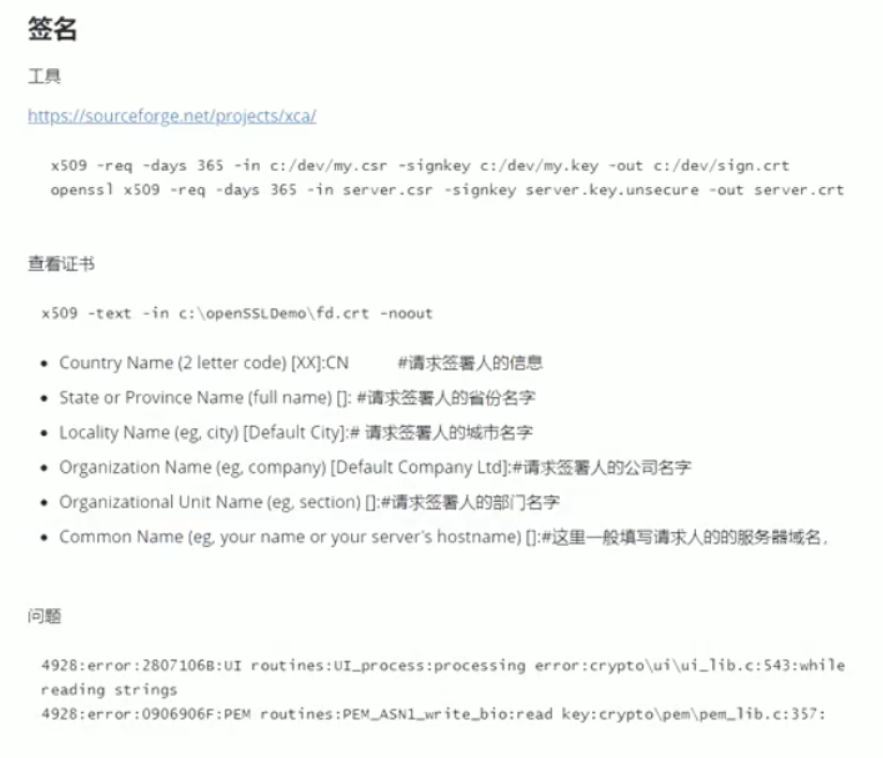 签名
工具
https://sourceforge.net/projects/xca/
x509 -req -days 365 -in c:/dev/my.csr -signkey c:/dev/my.key -out c:/dev/sign.crt
openssl x509 -req -days 365 -in server.csr -signkey server.key.unsecure -out server.crt
查看证书
x509 -text -in c:\openSSLDemo\fd.crt -noout
• Country Name (2 letter code) [XX]:CN #请求签署人的信息
• State or Province Name (full name) []: #请求签署人的省份名字
• Locality Name (eg, city) [Default City]:# 请求签署人的城市名字
• Organization Name (eg, company) [Default Company Ltd]:#请求签署人的公司名字
• Organizational Unit Name (eg, section) []:#请求签署人的部门名字
• Common Name (eg, your name or your server's hostname) []:#这里一般填写请求人的的服务器域名，
问题
4928:error:2807106B:UI routines:UI_process:processing error:crypto\ui\ui_lib.c:543:while
reading strings
4928:error:0906906F:PEM routines:PEM_ASN1_write_bio:read key:crypto\pem\pem_lib.c:357: